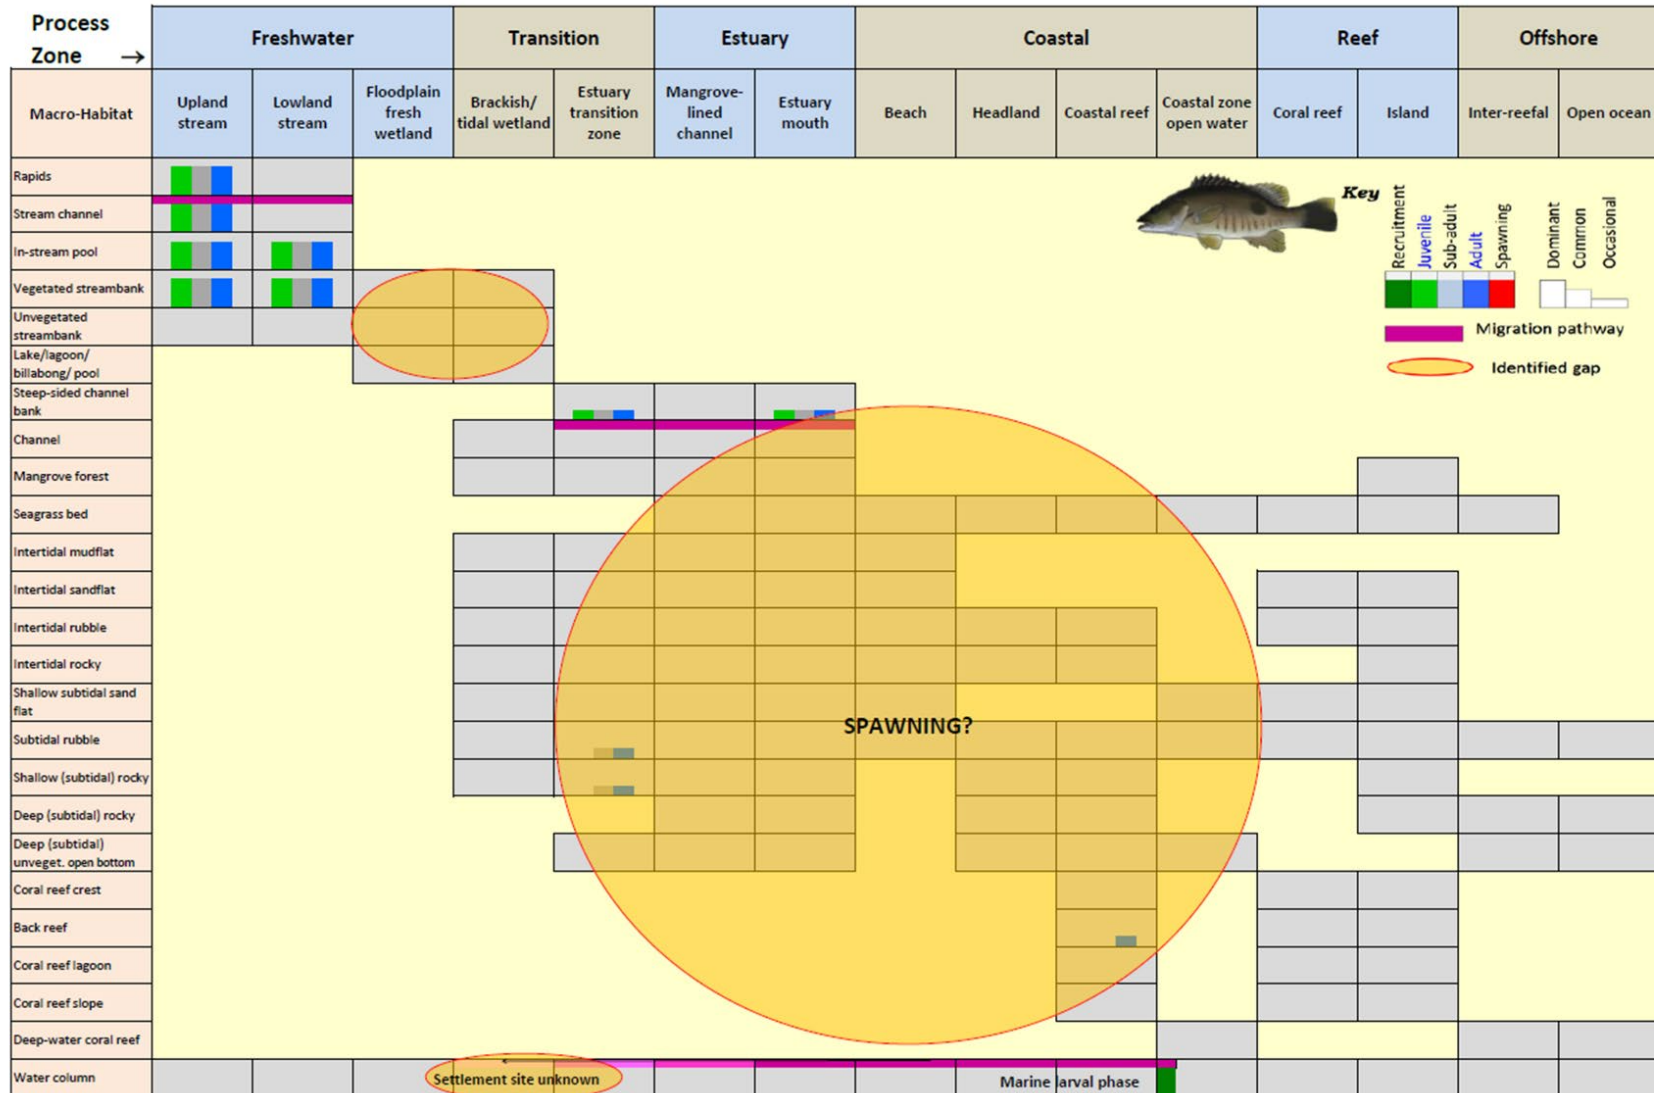 Process
Zone →
Freshwater
Transition
Estuary
Coastal
Reef
Offshore
Macro-Habitat
Upland
stream
Lowland
stream
Floodplain
fresh
wetland
Brackish/
tidal wetland
Estuary
transition
zone
Mangrove-
lined
channel
Estuary
mouth
Beach
Headland
Coastal reef
Coastal zone
open water
Coral reef
Island
Inter-reefal
Open ocean
Key
Recruitment
Juvenile
Sub-adult
Adult
Spawning
Dominant
Common
Occasional
Migration pathway
Identified gap
Rapids
Stream channel
In-stream pool
Vegetated streambank
Unvegetated
streambank
Lake/lagoon/
billabong/ pool
Steep-sided channel
bank
Channel
Mangrove forest
Seagrass bed
Intertidal mudflat
Intertidal sandflat
Intertidal rubble
Intertidal rocky
Shallow subtidal sand
flat
SPAWNING?
Subtidal rubble
Shallow (subtidal) rocky
Deep (subtidal) rocky
Deep (subtidal)
unveget. open bottom
Coral reef crest
Back reef
Coral reef lagoon
Coral reef slope
Deep-water coral reef
Water column
Settlement site unknown
Marine larval phase